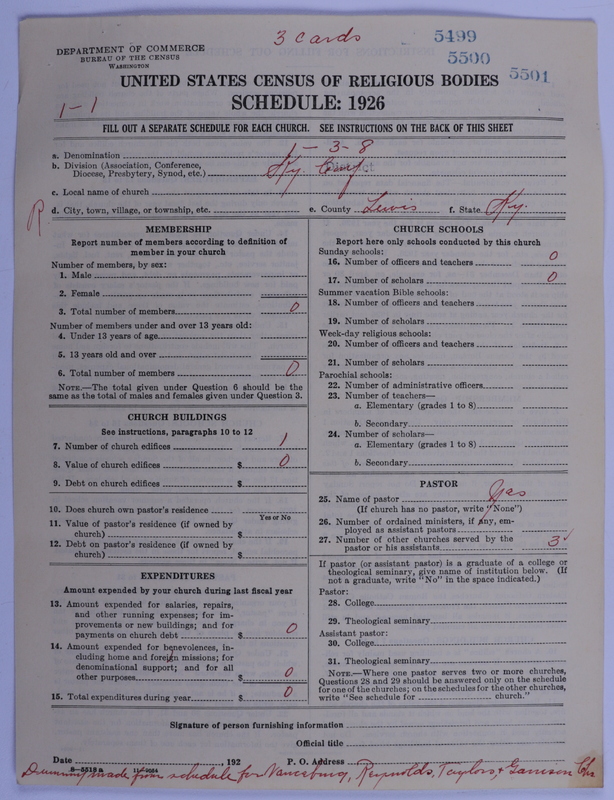 3 cards
5499
5500
5501
DEPARTMENT OF COMMERCE
BUREAU OF THE CENSUS
WASHINGTON
UNITED STATES CENSUS OF RELIGIOUS BODIES
SCHEDULE: 1926
1-1
FILL OUT A SEPARATE SCHEDULE FOR EACH CHURCH. SEE INSTRUCTIONS ON THE BACK OF THIS SHEET
a. Denomination 1-3-8
b. Division (Association, Conference,
Diocese, Presbytery, Synod, etc.) Ky. Conf
c. Local name of church
R
d. City, town, village, or township, etc. e. County Lewis f. State Ky.
MEMBERSHIP
Report number of members according to definition of
member in your church
Number of members, by sex:
1. Male
2. Female
3. Total number of members 0
Number of members under and over 13 years old:
4. Under 13 years of age
5. 13 years old and over
6. Total number of members 0
NOTE.—The total given under Question 6 should be the
same as the total of males and females given under Question 3.
CHURCH BUILDINGS
See instructions, paragraphs 10 to 12
7. Number of church edifices 1
8. Value of church edifices $ 0
9. Debt on church edifices $
10. Does church own pastor's residence
Yes or No
11. Value of pastor's residence (if owned by
church) $
12. Debt on pastor's residence (if owned by
church) $
EXPENDITURES
Amount expended by your church during last fiscal year
13. Amount expended for salaries, repairs,
and other running expenses; for im-
provements or new buildings; and for
payments on church debt $ 0
14. Amount expended for benevolences, in-
cluding home and foreign missions; for
denominational support; and for all
other purposes $ 0
15. Total expenditures during year $ 0
CHURCH SCHOOLS
Report here only schools conducted by this church
Sunday schools:
16. Number of officers and teachers 0
17. Number of scholars 0
Summer vacation Bible schools:
18. Number of officers and teachers
19. Number of scholars
Week-day religious schools:
20. Number of officers and teachers
21. Number of scholars
Parochial schools:
22. Number of administrative officers
23. Number of teachers—
a. Elementary (grades 1 to 8)
b. Secondary
24. Number of scholars—
a. Elementary (grades 1 to 8)
b. Secondary
PASTOR
25. Name of pastor Yes
(If church has no pastor, write "None")
26. Number of ordained ministers, if any, em-
ployed as assistant pastors
27. Number of other churches served by the
pastor or his assistants 3
If pastor (or assistant pastor) is a graduate of a college or
theological seminary, give name of institution below. (If
not a graduate, write "No" in the space indicated.)
Pastor:
28. College
29. Theological seminary
Assistant pastor:
30. College
31. Theological seminary
NOTE.—Where one pastor serves two or more churches,
Questions 28 and 29 should be answered only on the schedule
for one of the churches; on the schedules for the other churches,
write "See schedule for church."
Signature of person furnishing information
Official title
Date , 192 P. O. Address
8-5518a 11-9034
Dummy made from schedule for Vanceburg, Reynolds, Taylors & Garrison Chs